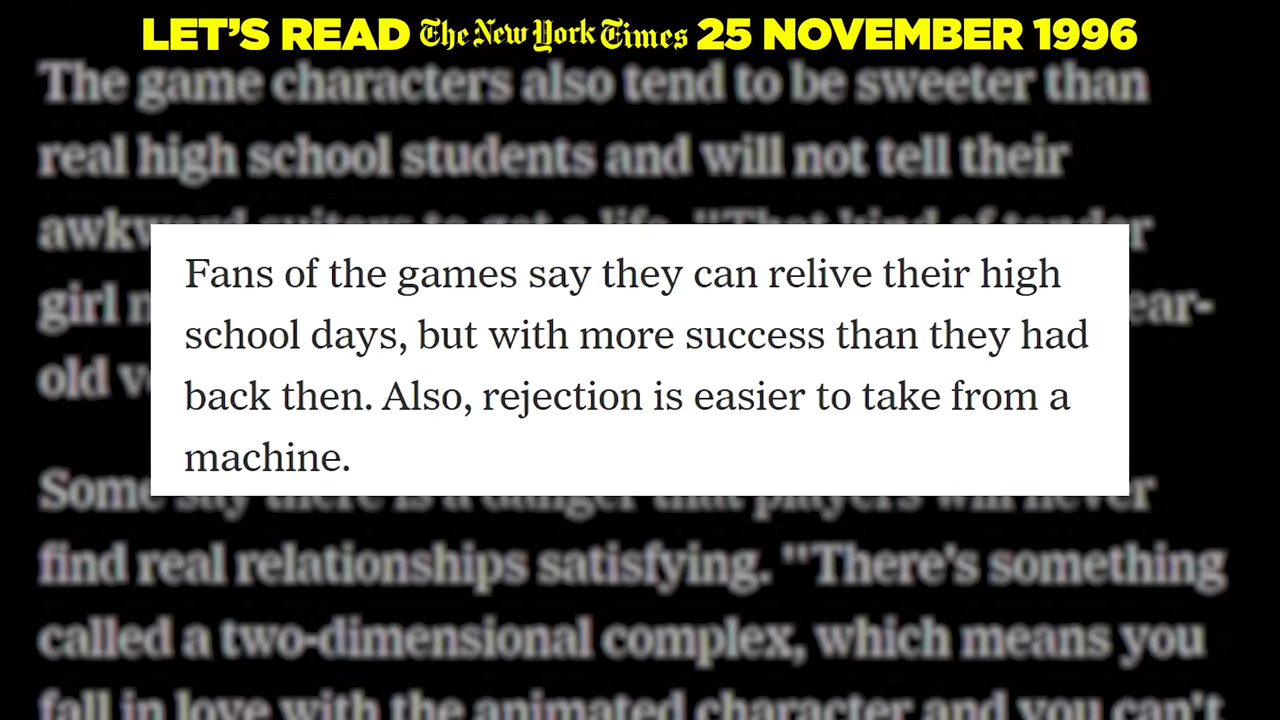 LET'S READ The New York Times 25 NOVEMBER 1996
The game characters also tend to be sweeter than
real high school students and will not tell their
Fans of the games say they can relive their high
school days, but with more success than they had
back then. Also, rejection is easier to take from a
machine.
find real relationships satisfying. "There's something
called a two-dimensional complex, which means you
fall in love with the animated character and you can't